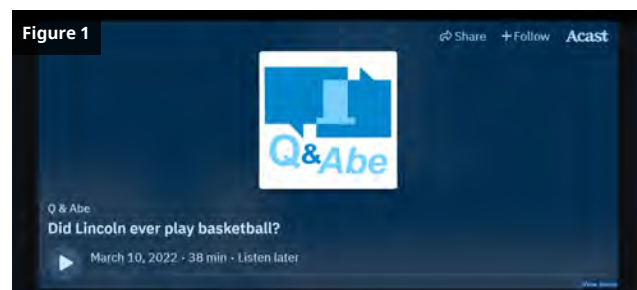 Figure 1
Share + Follow Acast
Q&Abe
Q & Abe
Did Lincoln ever play basketball?
March 10, 2022 · 38 min · Listen later